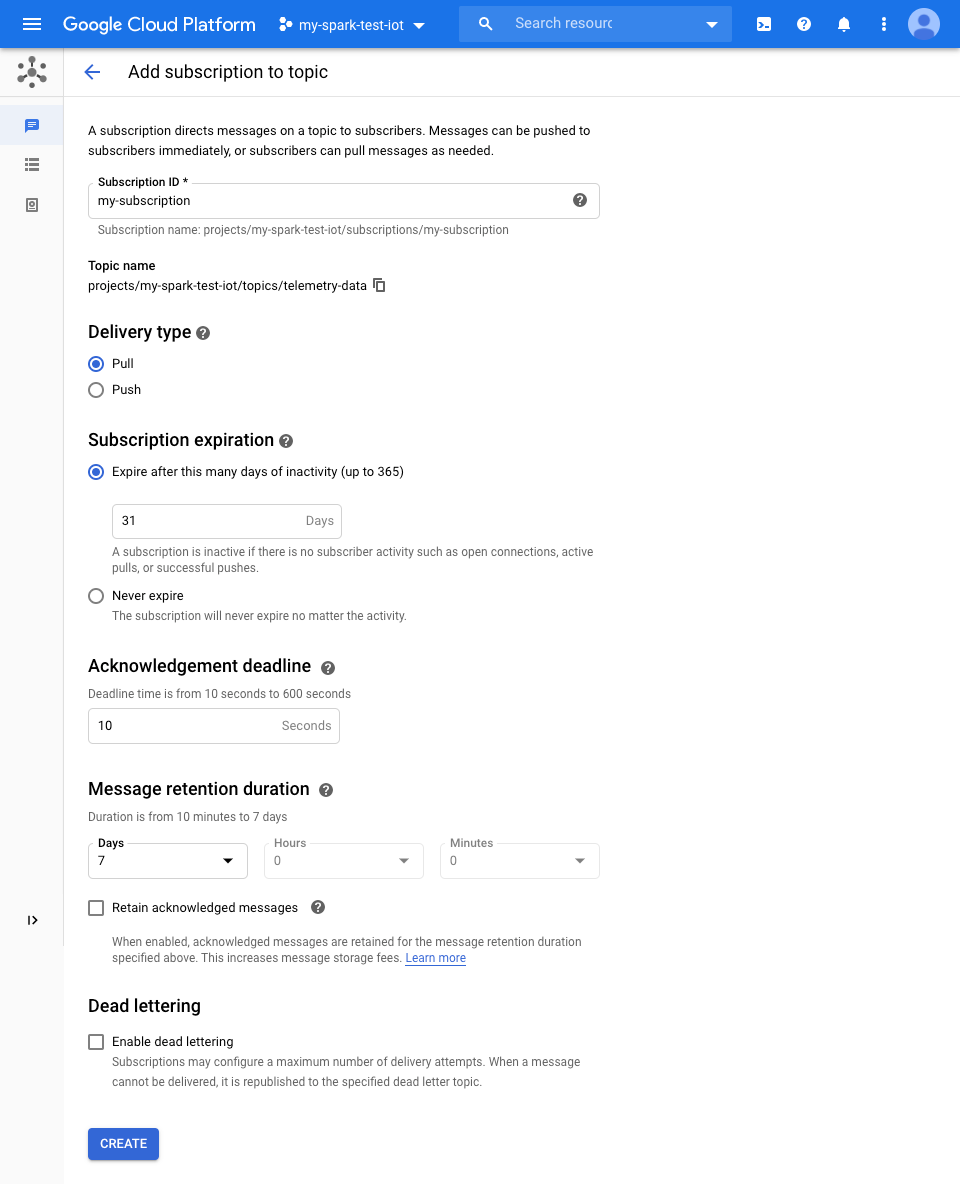 Google Cloud Platform
my-spark-test-iot
Search resourc
Add subscription to topic
A subscription directs messages on a topic to subscribers. Messages can be pushed to
subscribers immediately, or subscribers can pull messages as needed.
Subscription ID *
my-subscription
Subscription name: projects/my-spark-test-iot/subscriptions/my-subscription
Topic name
projects/my-spark-test-iot/topics/telemetry-data
Delivery type
Pull
Push
Subscription expiration
Expire after this many days of inactivity (up to 365)
31 Days
A subscription is inactive if there is no subscriber activity such as open connections, active
pulls, or successful pushes.
Never expire
The subscription will never expire no matter the activity.
Acknowledgement deadline
Deadline time is from 10 seconds to 600 seconds
10 Seconds
Message retention duration
Duration is from 10 minutes to 7 days
Days Hours Minutes
7 0 0
Retain acknowledged messages
When enabled, acknowledged messages are retained for the message retention duration
specified above. This increases message storage fees. Learn more
Dead lettering
Enable dead lettering
Subscriptions may configure a maximum number of delivery attempts. When a message
cannot be delivered, it is republished to the specified dead letter topic.
CREATE